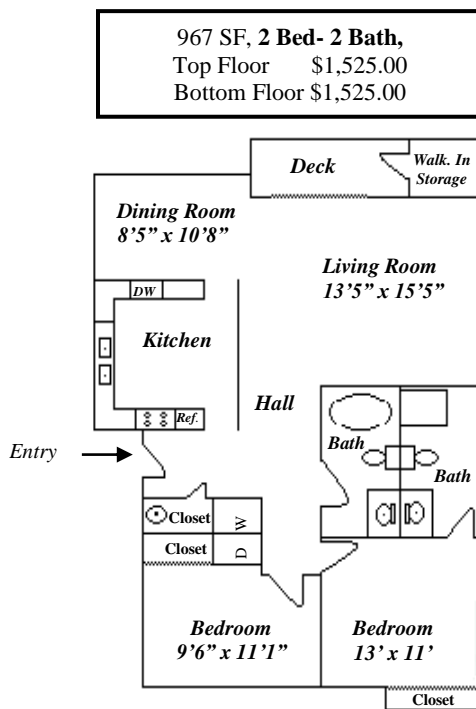 967 SF, 2 Bed- 2 Bath,
Top Floor $1,525.00
Bottom Floor $1,525.00
Deck
Walk. In
Storage
Dining Room
8'5” x 10'8”
Living Room
13'5” x 15'5”
DW
Kitchen
Ref.
Hall
Entry
Bath
Bath
Closet
W
Closet
D
Bedroom
9'6” x 11'1”
Bedroom
13' x 11'
Closet